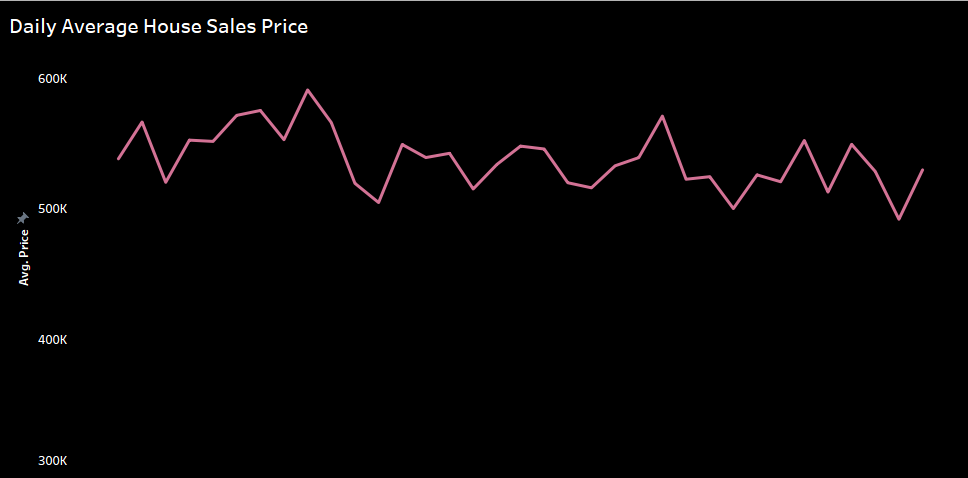 Daily Average House Sales Price
600K
500K
Avg. Price
400K
300K